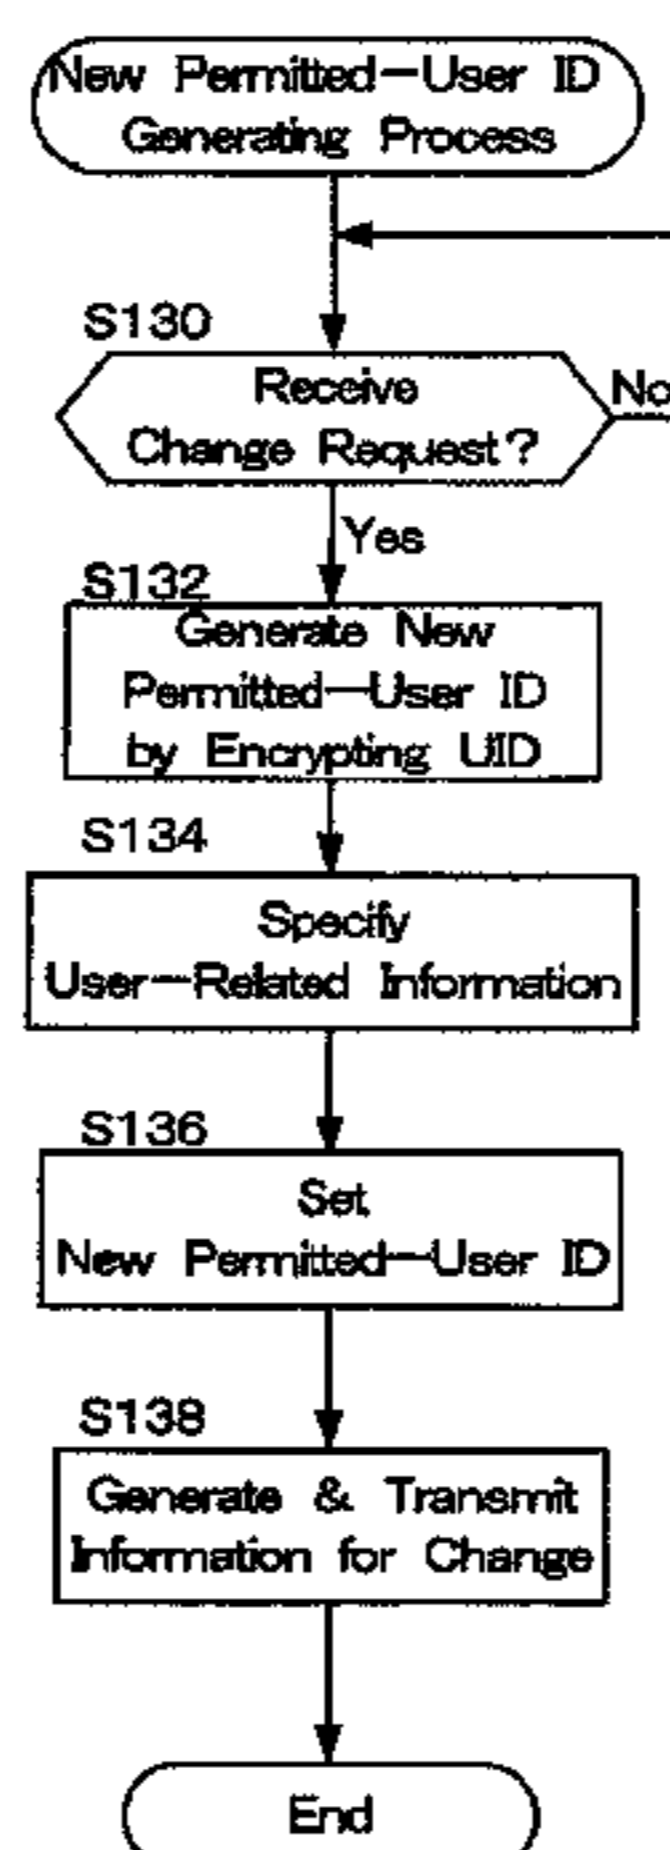 New Permitted-User ID
Generating Process
S130
Receive
Change Request?
No
Yes
S132
Generate New
Permitted-User ID
by Encrypting UID
S134
Specify
User-Related Information
S136
Set
New Permitted-User ID
S138
Generate & Transmit
Information for Change
End